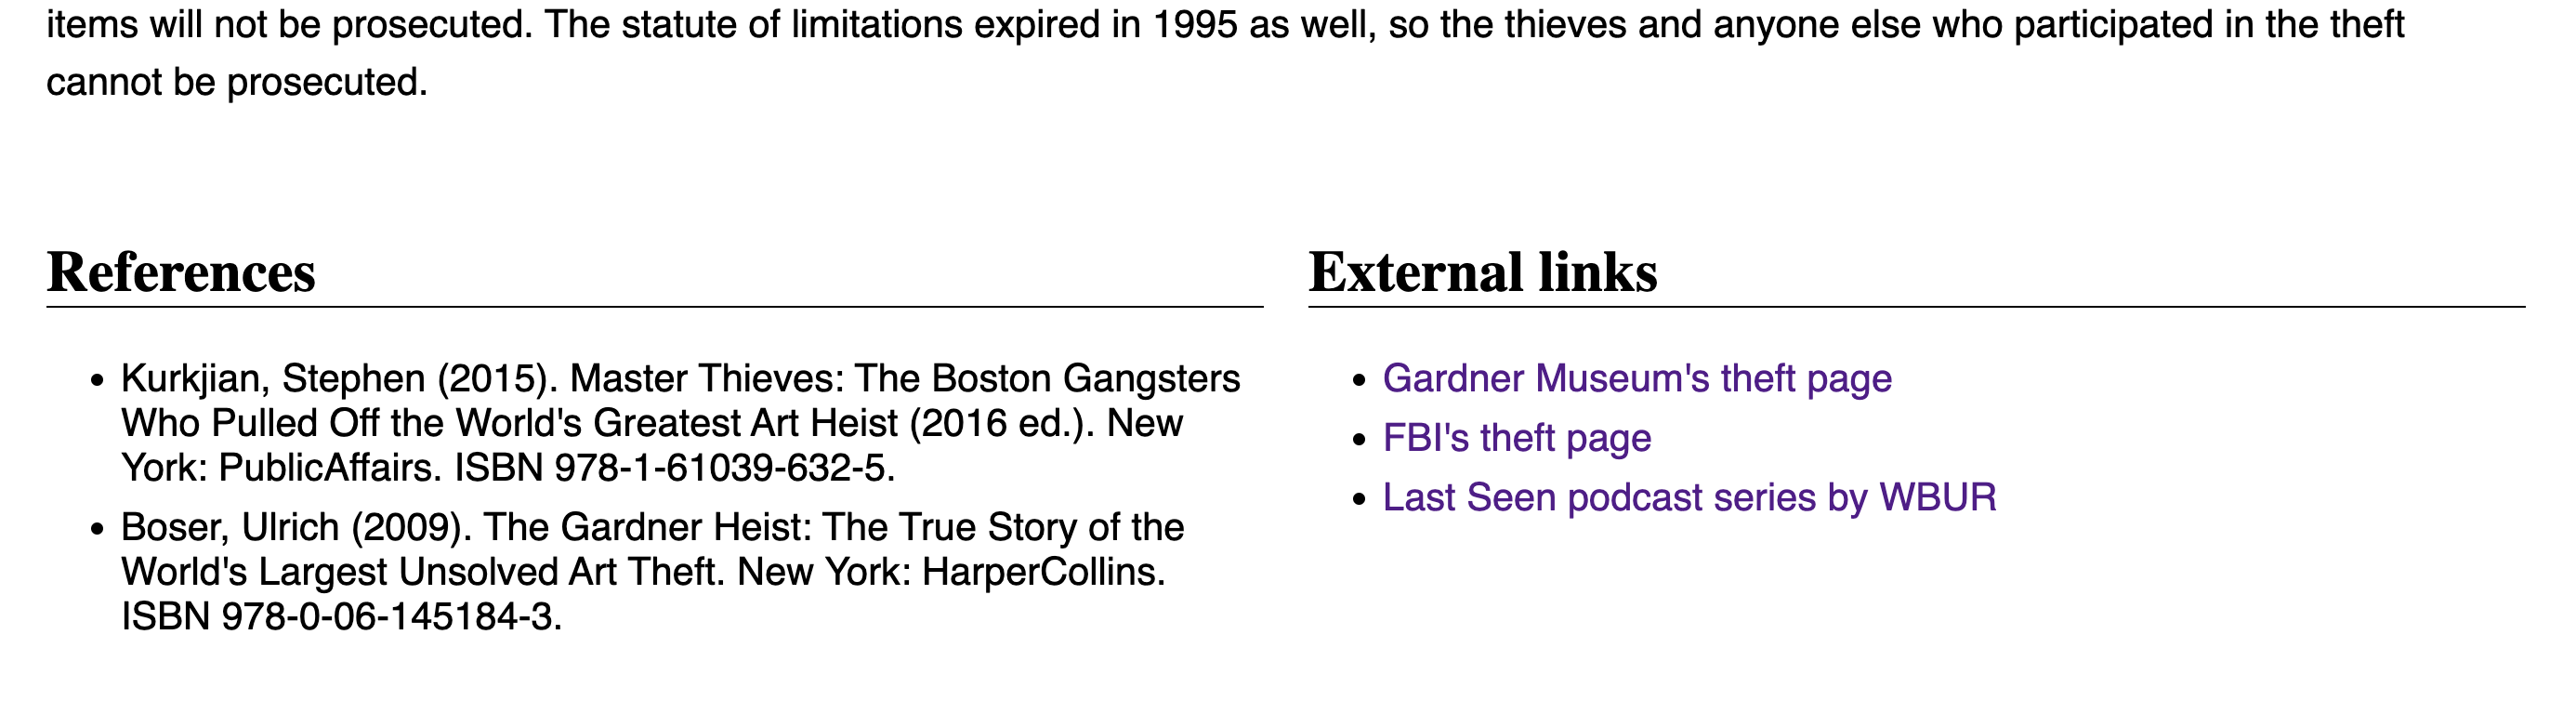 items will not be prosecuted. The statute of limitations expired in 1995 as well, so the thieves and anyone else who participated in the theft
cannot be prosecuted.
References
Kurkjian, Stephen (2015). Master Thieves: The Boston Gangsters
Who Pulled Off the World's Greatest Art Heist (2016 ed.). New
York: PublicAffairs. ISBN 978-1-61039-632-5.
Boser, Ulrich (2009). The Gardner Heist: The True Story of the
World's Largest Unsolved Art Theft. New York: HarperCollins.
ISBN 978-0-06-145184-3.
External links
Gardner Museum's theft page
FBI's theft page
Last Seen podcast series by WBUR